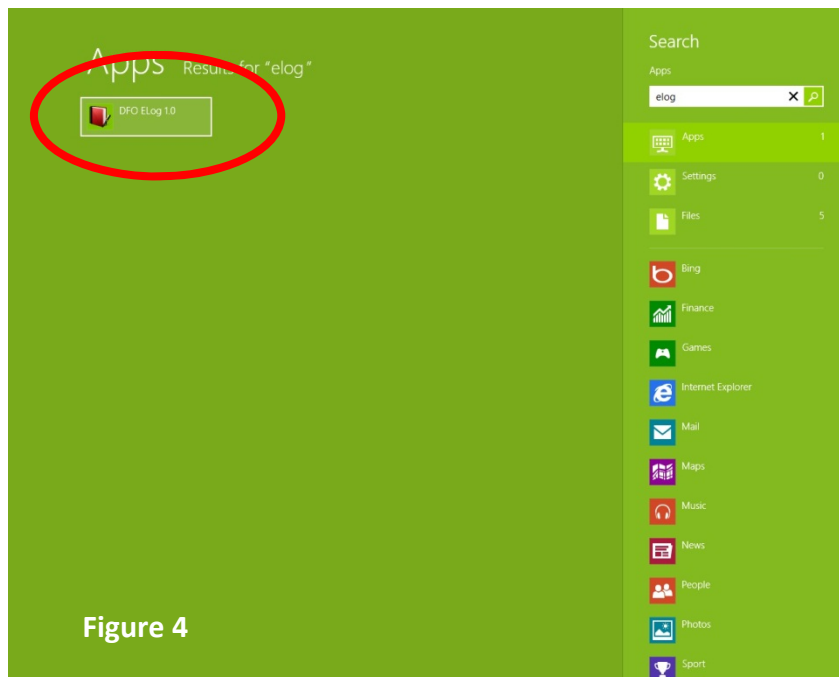 Apps Results for "elog"
DFO ELog 1.0
Figure 4
Search
Apps
elog
Apps 1
Settings 0
Files 5
Bing
Finance
Games
Internet Explorer
Mail
Maps
Music
News
People
Photos
Sport